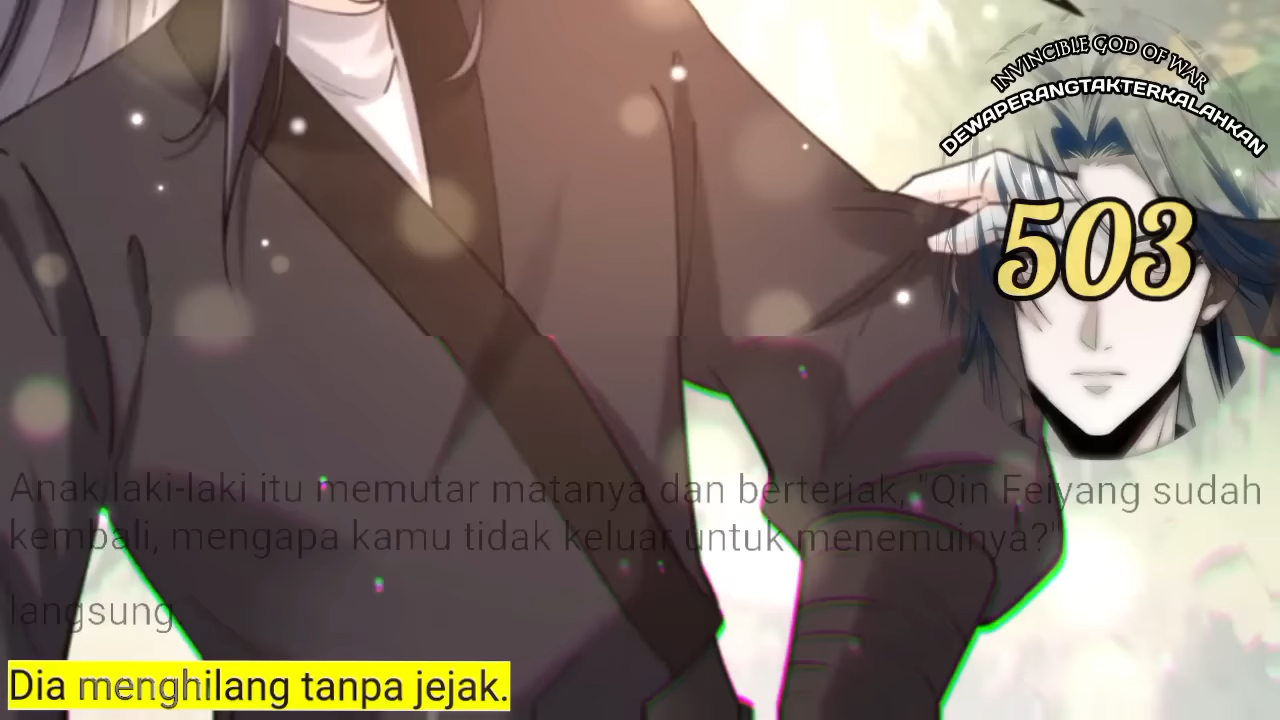 INVINCIBLE GOD OF WAR
DEWAPERANGTAKTERKALAHKAN
503
Anak laki-laki itu memutar matanya dan berteriak, "Qin Feiyang sudah
kembali, mengapa kamu tidak keluar untuk menemuinya?"
langsung.
Dia menghilang tanpa jejak.